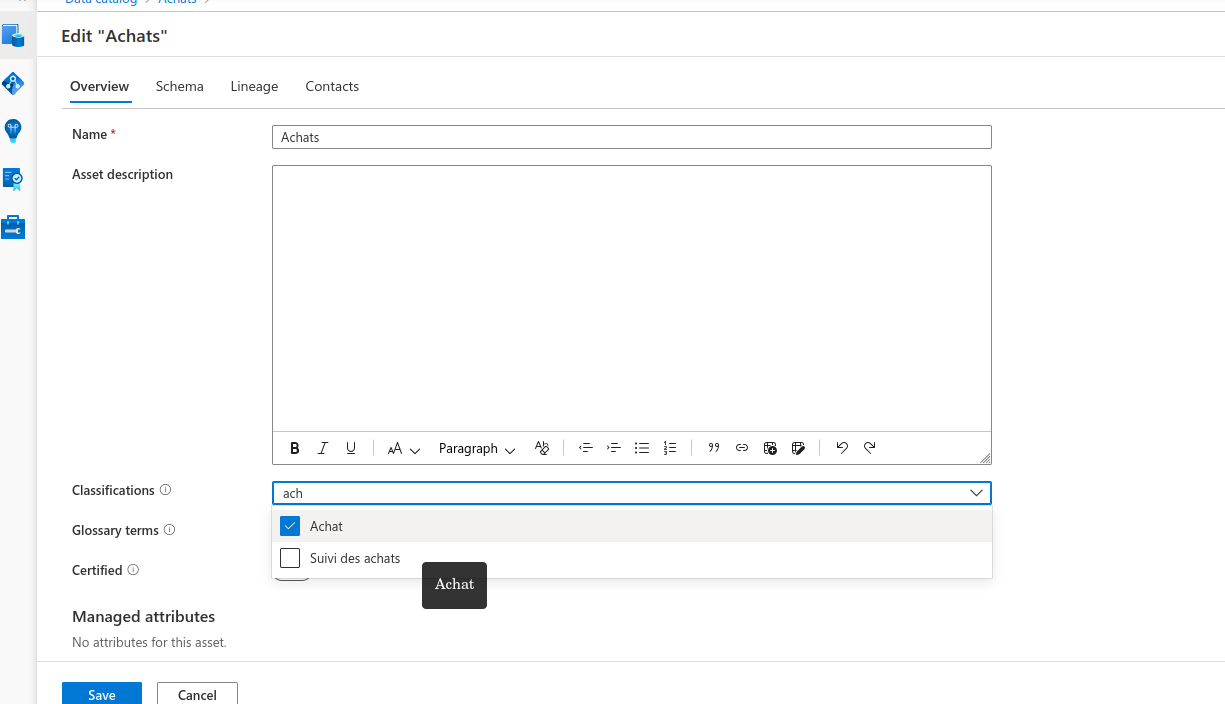 Data catalog > Achats >
Edit "Achats"
Overview Schema Lineage Contacts
Name *
Achats
Asset description
B I U AA Paragraph Ab
Classifications
ach
Achat
Glossary terms
Suivi des achats
Certified
Achat
Managed attributes
No attributes for this asset.
Save Cancel